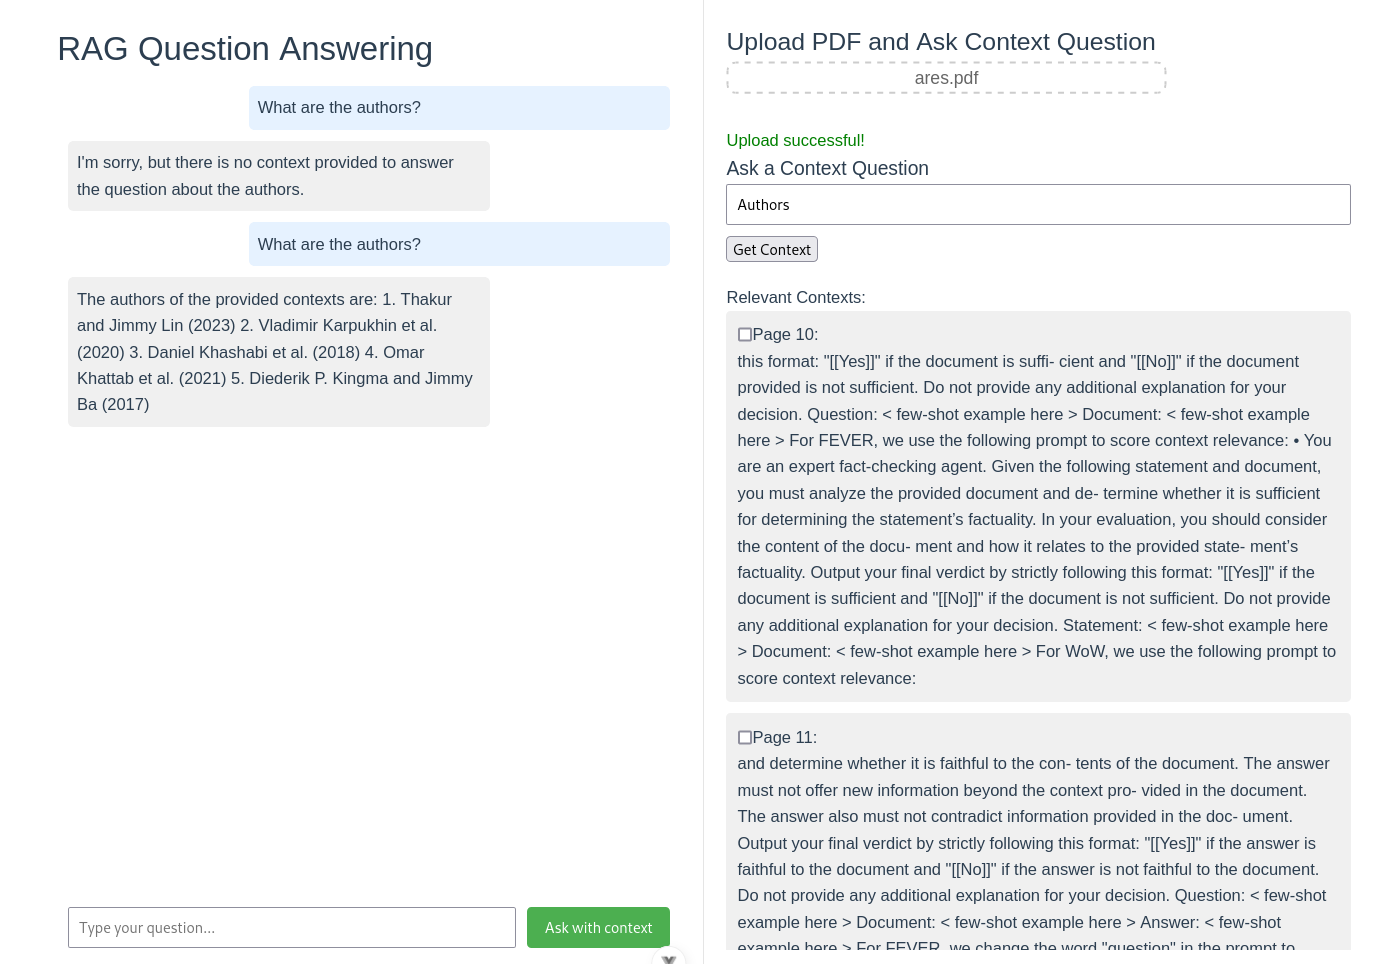 RAG Question Answering
What are the authors?
I'm sorry, but there is no context provided to answer
the question about the authors.
What are the authors?
The authors of the provided contexts are: 1. Thakur
and Jimmy Lin (2023) 2. Vladimir Karpukhin et al.
(2020) 3. Daniel Khashabi et al. (2018) 4. Omar
Khattab et al. (2021) 5. Diederik P. Kingma and Jimmy
Ba (2017)
Type your question...
Ask with context
Upload PDF and Ask Context Question
ares.pdf
Upload successful!
Ask a Context Question
Authors
Get Context
Relevant Contexts:
Page 10:
this format: "[[Yes]]" if the document is suffi- cient and "[[No]]" if the document
provided is not sufficient. Do not provide any additional explanation for your
decision. Question: < few-shot example here > Document: < few-shot example
here > For FEVER, we use the following prompt to score context relevance: • You
are an expert fact-checking agent. Given the following statement and document,
you must analyze the provided document and de- termine whether it is sufficient
for determining the statement’s factuality. In your evaluation, you should consider
the content of the docu- ment and how it relates to the provided state- ment’s
factuality. Output your final verdict by strictly following this format: "[[Yes]]" if the
document is sufficient and "[[No]]" if the document is not sufficient. Do not provide
any additional explanation for your decision. Statement: < few-shot example here
> Document: < few-shot example here > For WoW, we use the following prompt to
score context relevance:
Page 11:
and determine whether it is faithful to the con- tents of the document. The answer
must not offer new information beyond the context pro- vided in the document.
The answer also must not contradict information provided in the doc- ument.
Output your final verdict by strictly following this format: "[[Yes]]" if the answer is
faithful to the document and "[[No]]" if the answer is not faithful to the document.
Do not provide any additional explanation for your decision. Question: < few-shot
example here > Document: < few-shot example here > Answer: < few-shot
example here > For FEVER, we change the word "question" in the prompt to